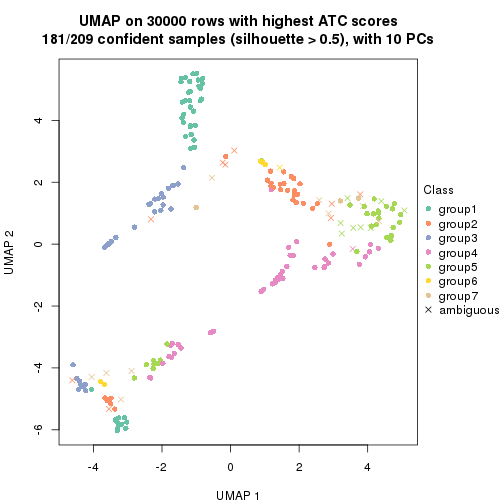 UMAP on 30000 rows with highest ATC scores
181/209 confident samples (silhouette > 0.5), with 10 PCs
Class
group1
group2
group3
group4
group5
group6
group7
ambiguous
4
2
0
-2
-4
-6
UMAP 2
-4
-2
0
2
4
UMAP 1